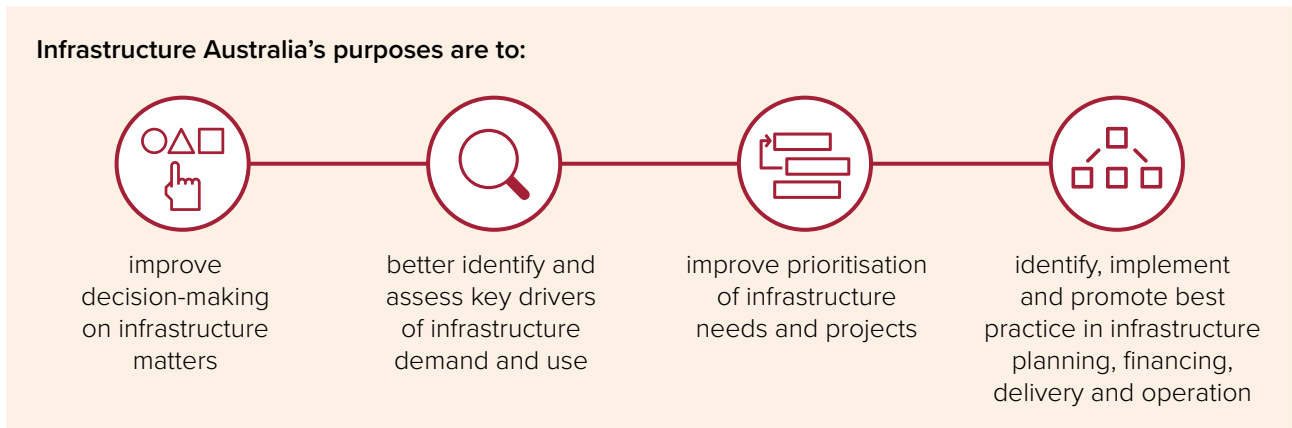 Infrastructure Australia’s purposes are to:
improve
decision-making
on infrastructure
matters
better identify and
assess key drivers
of infrastructure
demand and use
improve prioritisation
of infrastructure
needs and projects
identify, implement
and promote best
practice in infrastructure
planning, financing,
delivery and operation